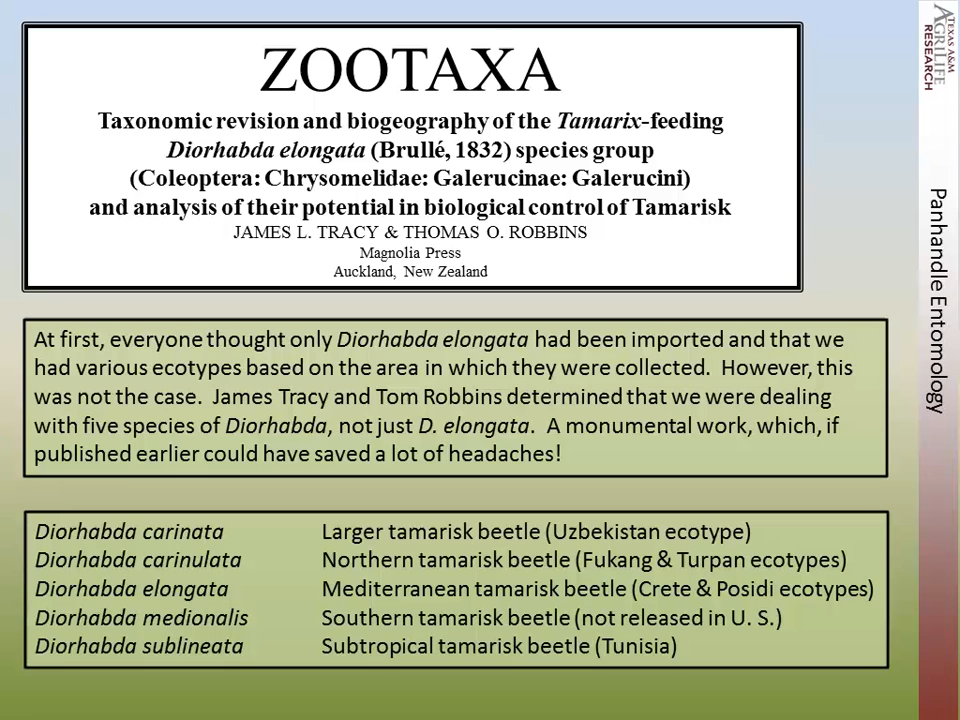 ZOOTAXA
Taxonomic revision and biogeography of the Tamarix-feeding
Diorhabda elongata (Brullé, 1832) species group
(Coleoptera: Chrysomelidae: Galerucinae: Galerucini)
and analysis of their potential in biological control of Tamarisk
JAMES L. TRACY & THOMAS O. ROBBINS
Magnolia Press
Auckland, New Zealand
At first, everyone thought only Diorhabda elongata had been imported and that we
had various ecotypes based on the area in which they were collected. However, this
was not the case. James Tracy and Tom Robbins determined that we were dealing
with five species of Diorhabda, not just D. elongata. A monumental work, which, if
published earlier could have saved a lot of headaches!
Diorhabda carinata Larger tamarisk beetle (Uzbekistan ecotype)
Diorhabda carinulata Northern tamarisk beetle (Fukang & Turpan ecotypes)
Diorhabda elongata Mediterranean tamarisk beetle (Crete & Posidi ecotypes)
Diorhabda medionalis Southern tamarisk beetle (not released in U. S.)
Diorhabda sublineata Subtropical tamarisk beetle (Tunisia)
TEXAS A&M
AGRILIFE
RESEARCH
Panhandle Entomology